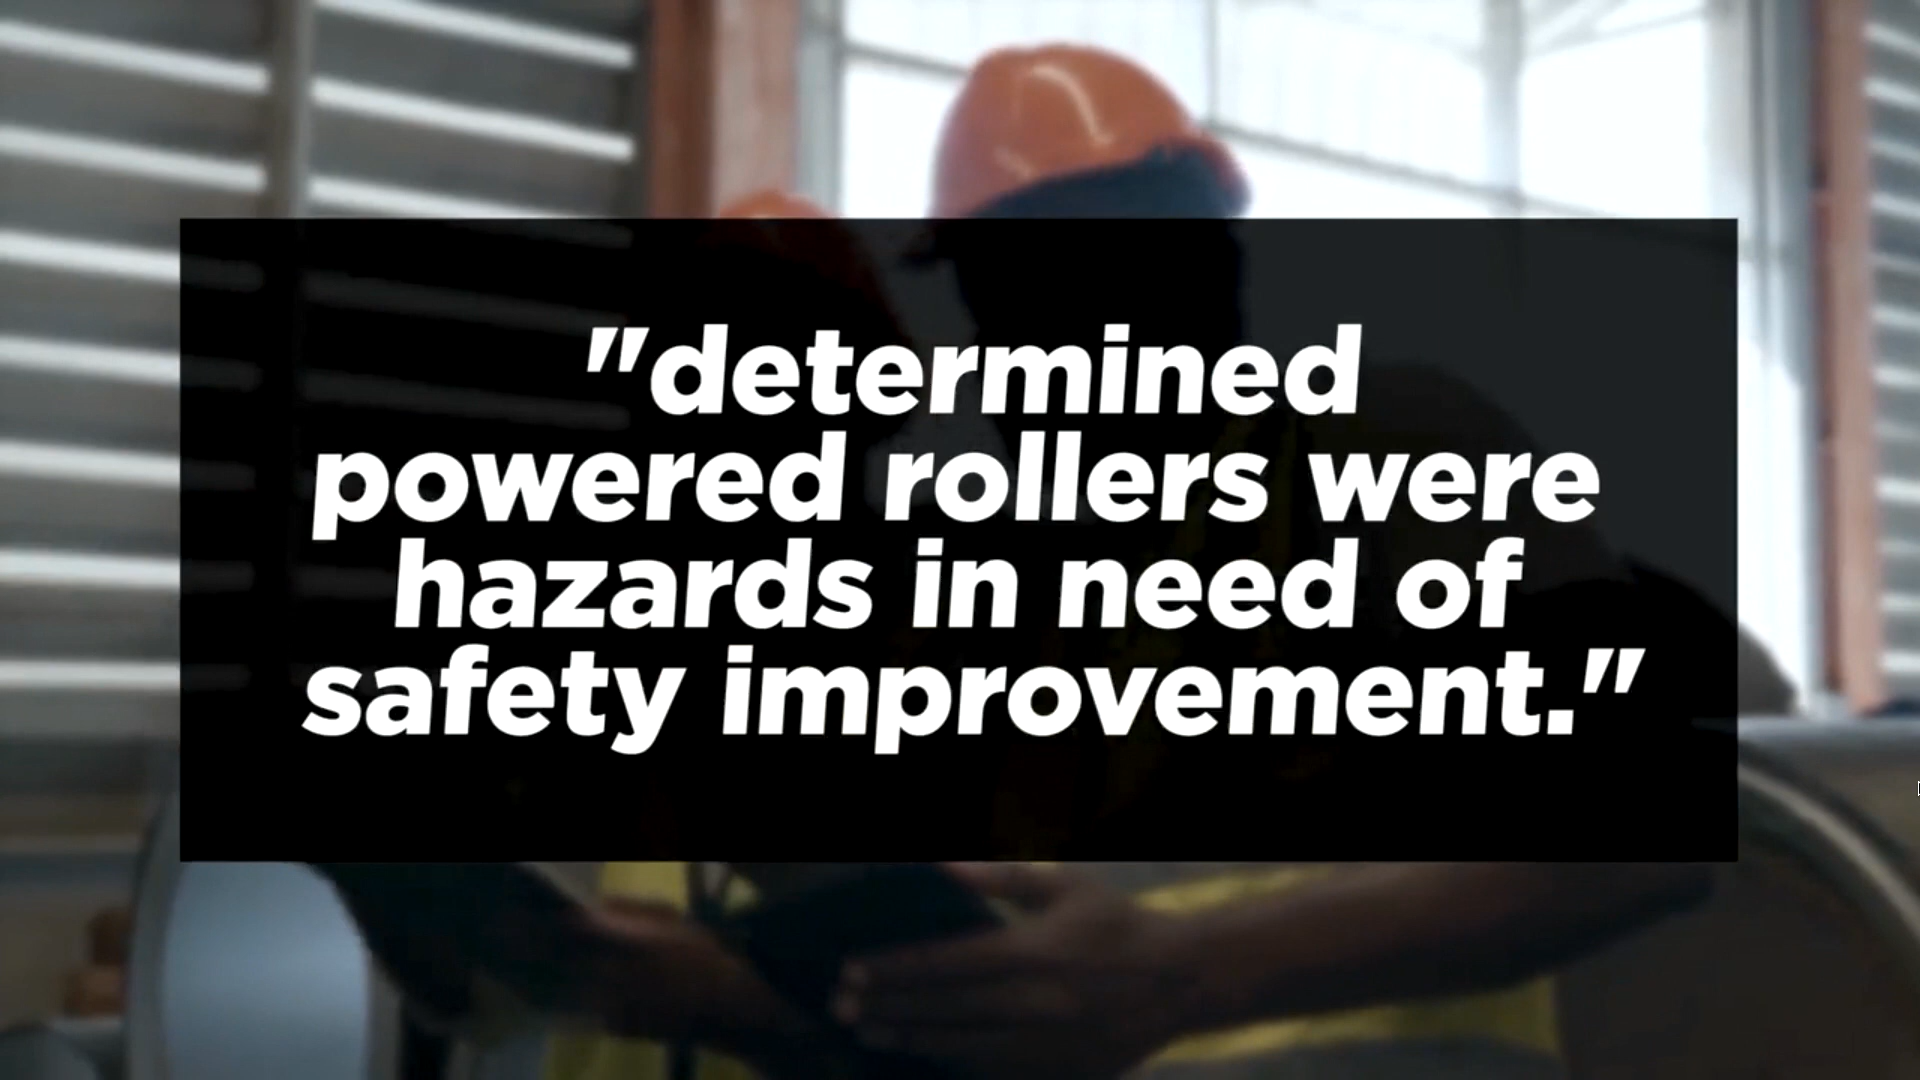 "determined
powered rollers were
hazards in need of
safety improvement."